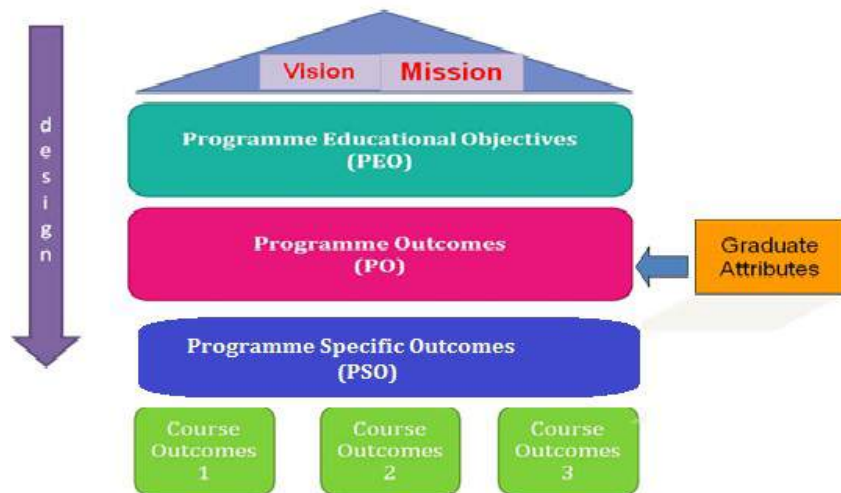 Vision Mission
design
Programme Educational Objectives
(PEO)
Programme Outcomes
(PO)
Graduate
Attributes
Programme Specific Outcomes
(PSO)
Course
Outcomes
1
Course
Outcomes
2
Course
Outcomes
3